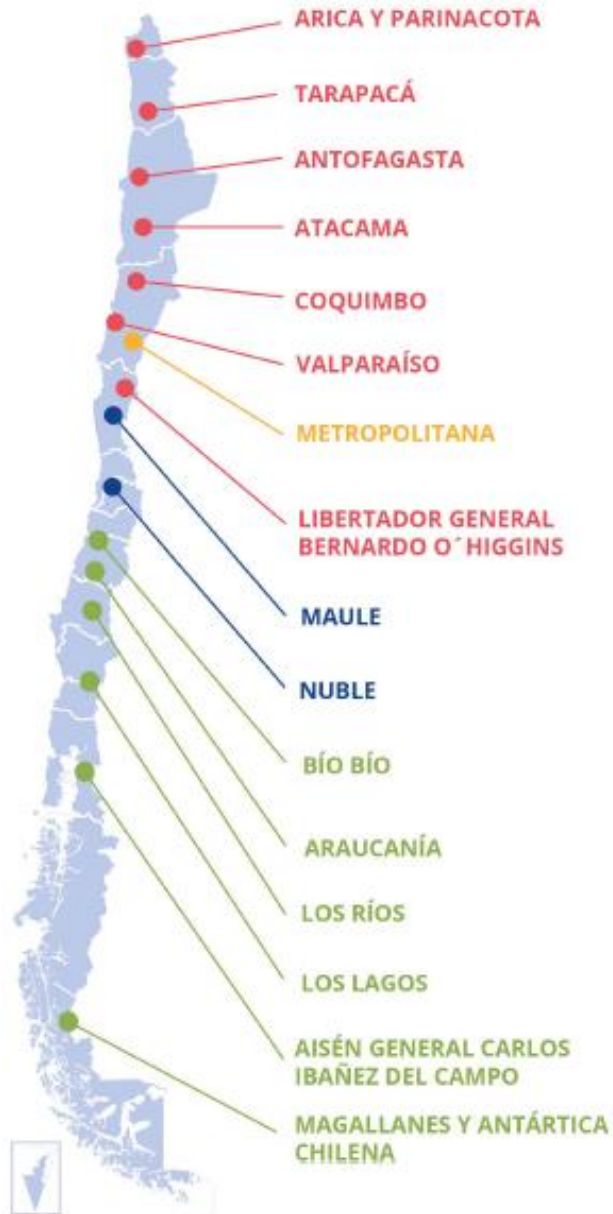 ARICA Y PARINACOTA
TARAPACÁ
ANTOFAGASTA
ATACAMA
COQUIMBO
VALPARAÍSO
METROPOLITANA
LIBERTADOR GENERAL
BERNARDO O´HIGGINS
MAULE
NUBLE
BÍO BÍO
ARAUCANÍA
LOS RÍOS
LOS LAGOS
AISÉN GENERAL CARLOS
IBAÑEZ DEL CAMPO
MAGALLANES Y ANTÁRTICA
CHILENA